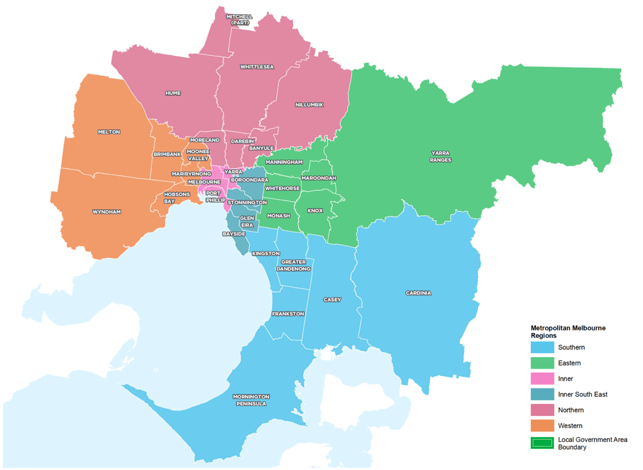 MITCHELL
(PART)
WHITTLESEA
HUME
NILLUMBIK
MELTON
MORELAND
DAREBIN
BANYULE
BRIMBANK
MOONEE
VALLEY
MANNINGHAM
YARRA
RANGES
MARIBYRNONG
YARRA
MELBOURNE
BOROONDARA
MAROONDAH
WHITEHORSE
HOBSONS
BAY
PORT
PHILLIP
STONNINGTON
WYNDHAM
MONASH
KNOX
GLEN
EIRA
BAYSIDE
KINGSTON
GREATER
DANDENONG
CASEY
CARDINIA
FRANKSTON
MORNINGTON
PENINSULA
Metropolitan Melbourne
Regions
Southern
Eastern
Inner
Inner South East
Northern
Western
Local Government Area
Boundary